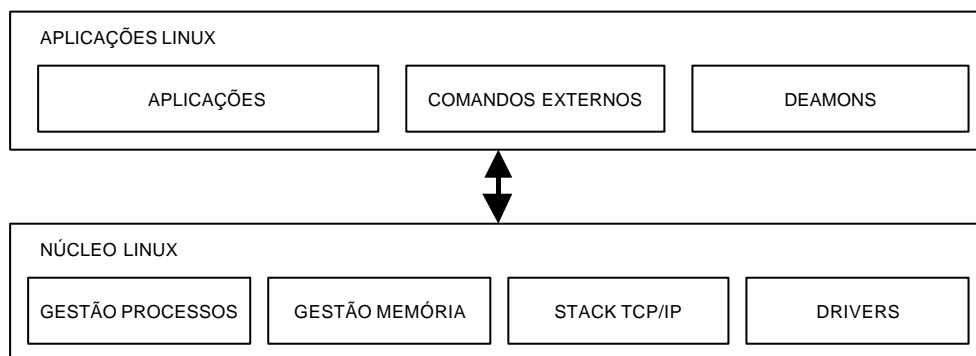 APLICAÇÕES LINUX
APLICAÇÕES
COMANDOS EXTERNOS
DEAMONS
NÚCLEO LINUX
GESTÃO PROCESSOS
GESTÃO MEMÓRIA
STACK TCP/IP
DRIVERS